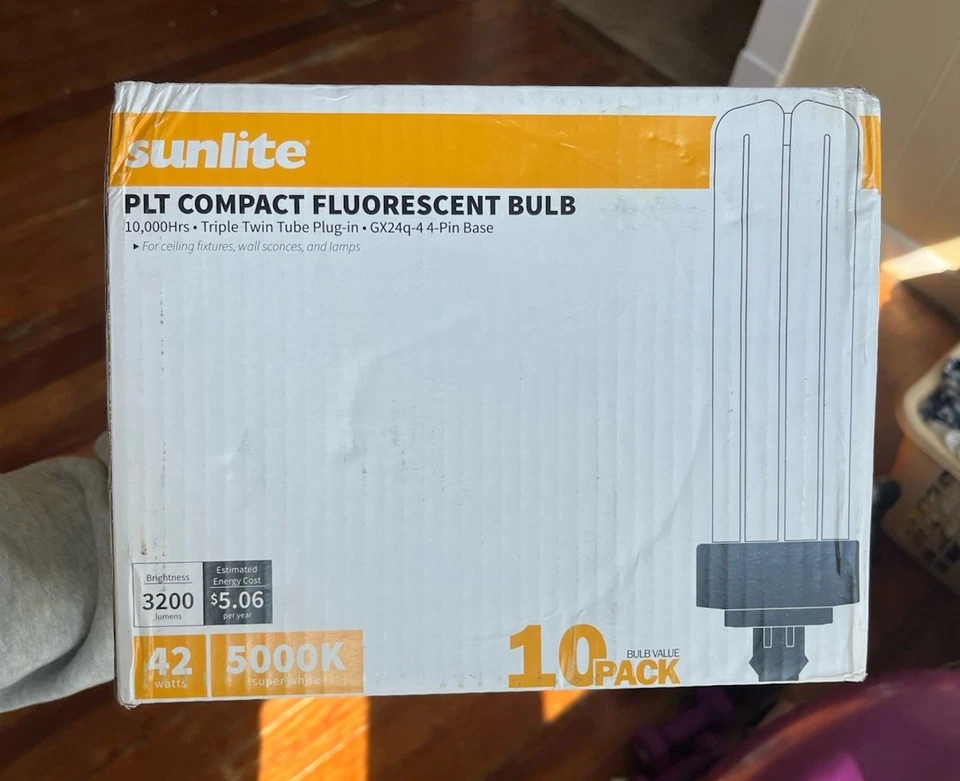 sunlite
PLT COMPACT FLUORESCENT BULB
10,000Hrs • Triple Twin Tube Plug-in • GX24q-4 4-Pin Base
▸ For ceiling fixtures, wall sconces, and lamps
Brightness
3200
lumens
Estimated
Energy Cost
$5.06
per year
42
watts
5000K
super white
10
BULB VALUE
PACK